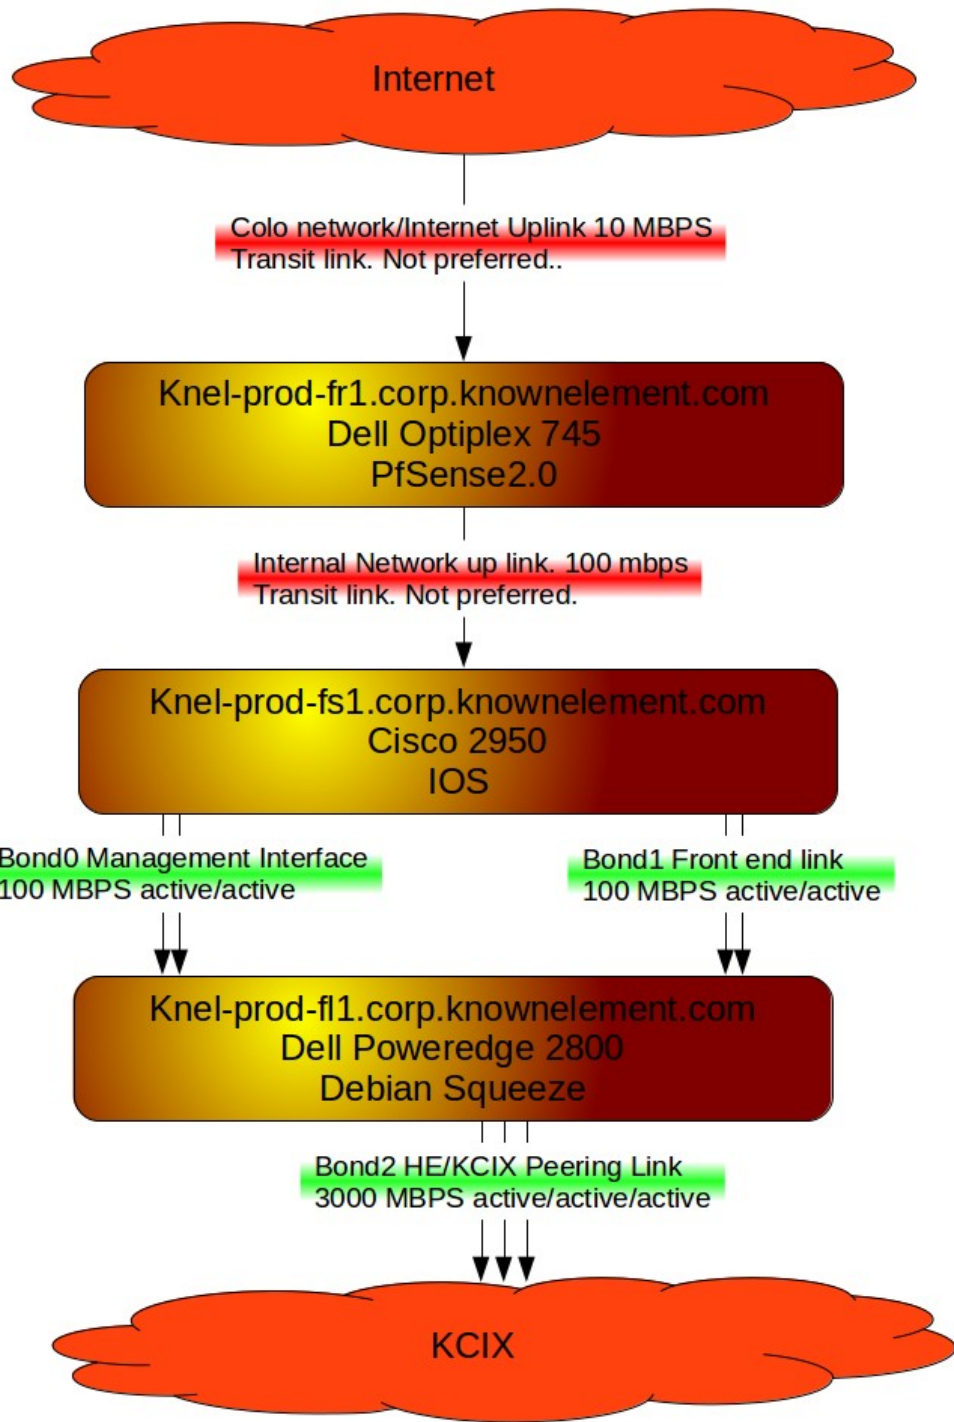 Internet
Colo network/Internet Uplink 10 MBPS
Transit link. Not preferred..
Knel-prod-fr1.corp.knownelement.com
Dell Optiplex 745
PfSense2.0
Internal Network up link. 100 mbps
Transit link. Not preferred.
Knel-prod-fs1.corp.knownelement.com
Cisco 2950
IOS
Bond0 Management Interface
100 MBPS active/active
Bond1 Front end link
100 MBPS active/active
Knel-prod-fl1.corp.knownelement.com
Dell Poweredge 2800
Debian Squeeze
Bond2 HE/KCIX Peering Link
3000 MBPS active/active/active
KCIX